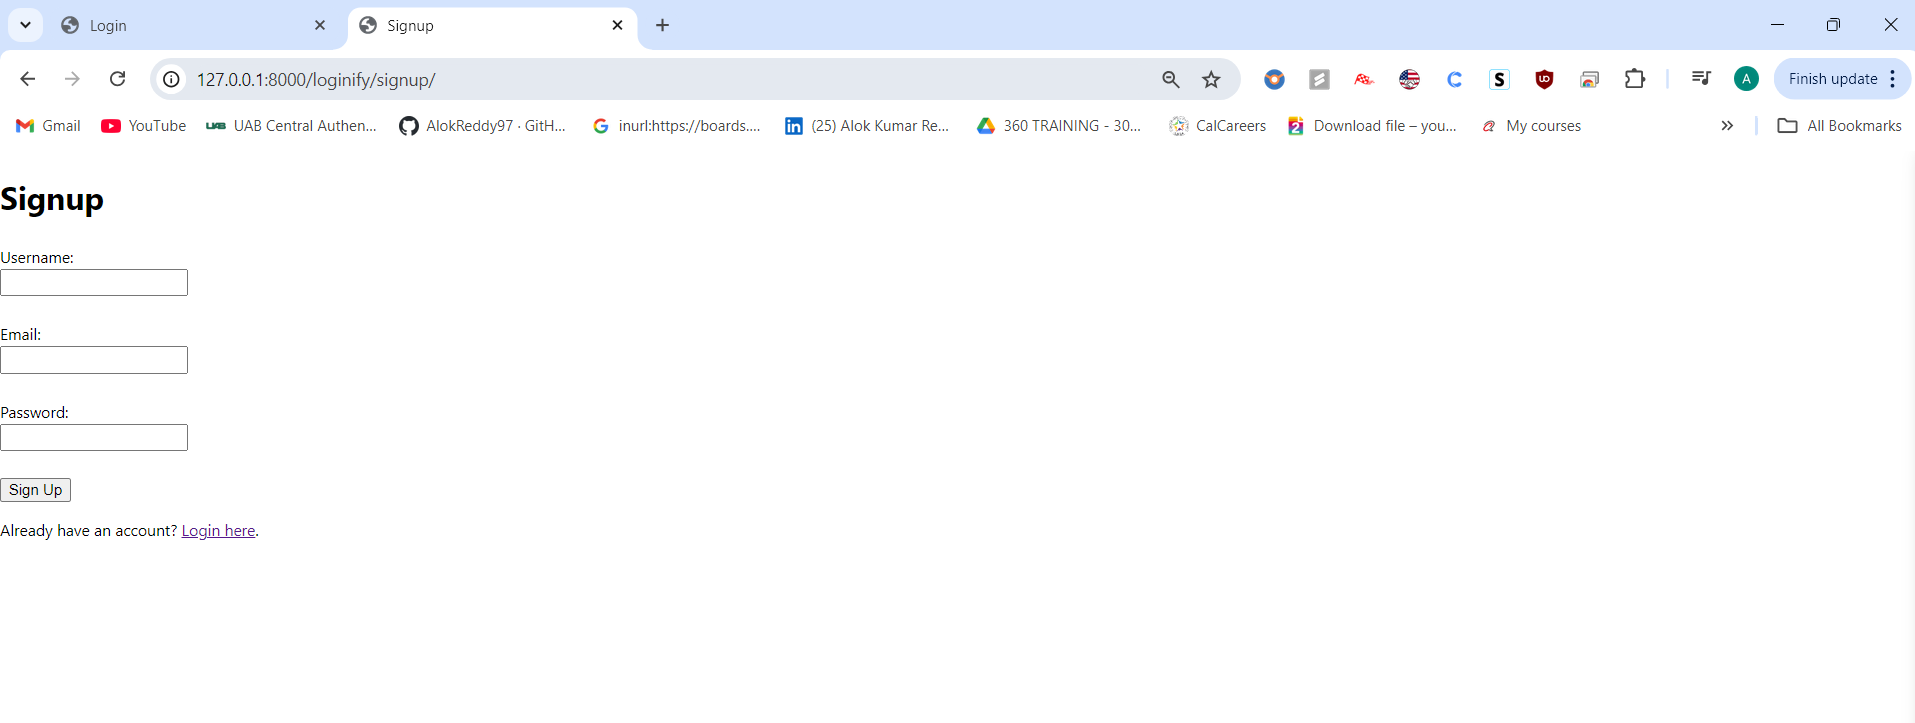 Login
Signup
127.0.0.1:8000/loginify/signup/
A
Finish update
Gmail
YouTube
UAB Central Authen...
AlokReddy97 · GitH...
inurl:https://boards....
(25) Alok Kumar Re...
360 TRAINING - 30...
CalCareers
Download file – you...
My courses
All Bookmarks
Signup
Username:
Email:
Password:
Sign Up
Already have an account? Login here.